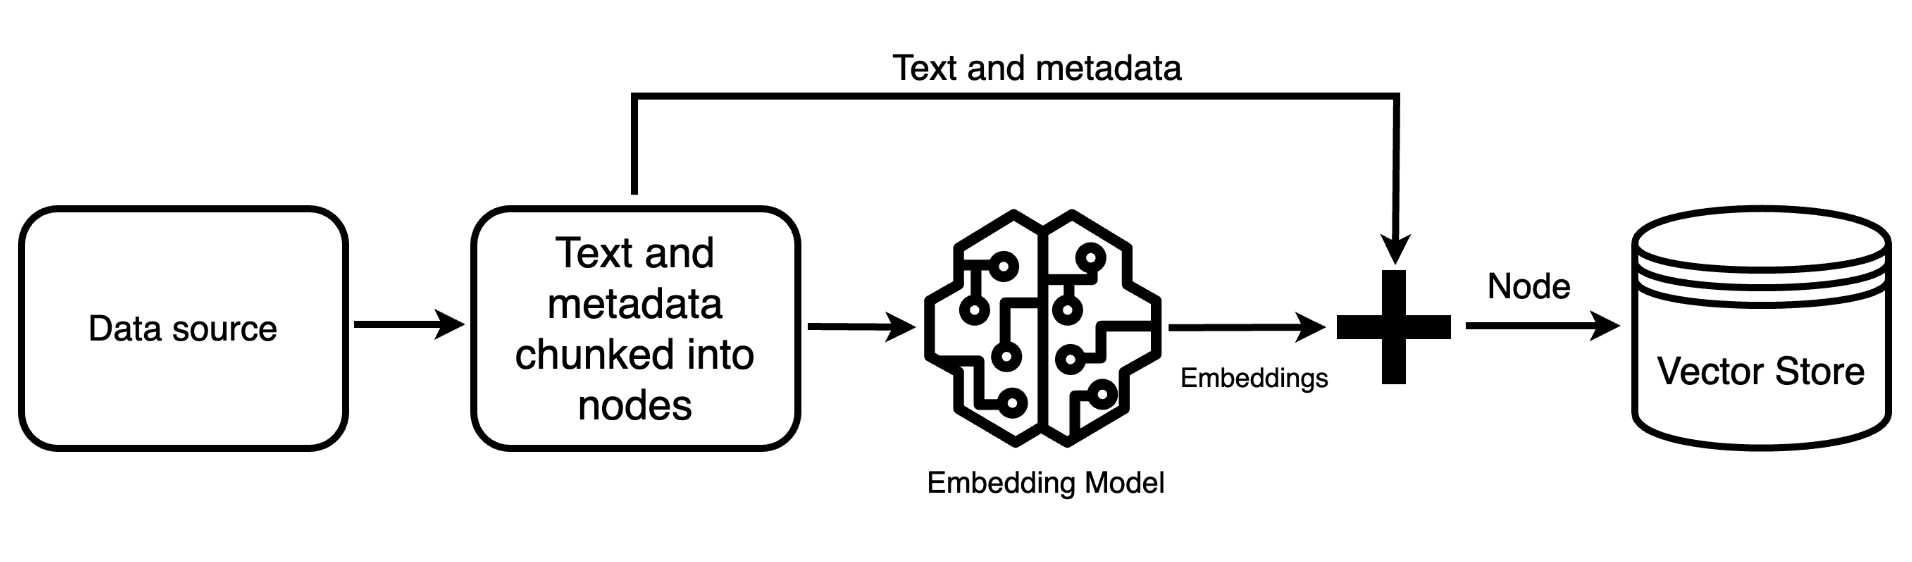 Text and metadata
Data source
Text and
metadata
chunked into
nodes
Embedding Model
Embeddings
Node
Vector Store